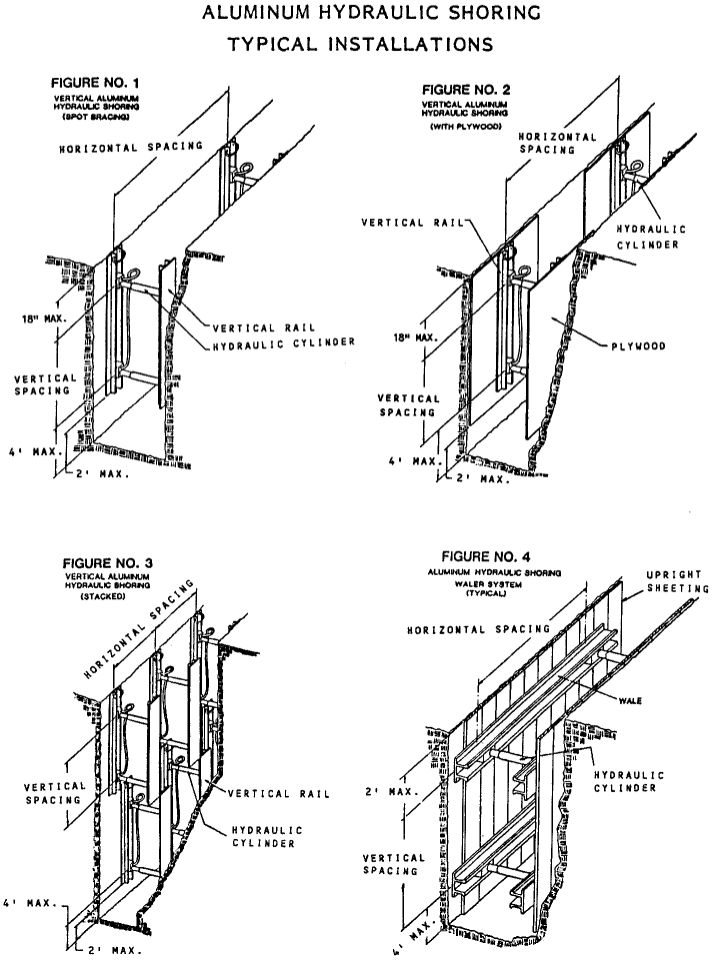 ALUMINUM HYDRAULIC SHORING
TYPICAL INSTALLATIONS
FIGURE NO. 1
VERTICAL ALUMINUM
HYDRAULIC SHORING
(SPOT BRACING)
HORIZONTAL SPACING
18" MAX.
VERTICAL RAIL
HYDRAULIC CYLINDER
VERTICAL
SPACING
4' MAX.
2' MAX.
FIGURE NO. 2
VERTICAL ALUMINUM
HYDRAULIC SHORING
(WITH PLYWOOD)
HORIZONTAL
SPACING
VERTICAL RAIL
HYDRAULIC
CYLINDER
18" MAX.
PLYWOOD
VERTICAL
SPACING
4' MAX.
2' MAX.
FIGURE NO. 3
VERTICAL ALUMINUM
HYDRAULIC SHORING
(STACKED)
HORIZONTAL SPACING
VERTICAL
SPACING
VERTICAL RAIL
HYDRAULIC
CYLINDER
4' MAX.
2' MAX.
FIGURE NO. 4
ALUMINUM HYDRAULIC SHORING
WALER SYSTEM
(TYPICAL)
UPRIGHT
SHEETING
HORIZONTAL SPACING
WALE
2' MAX.
HYDRAULIC
CYLINDER
VERTICAL
SPACING
4' MAX.